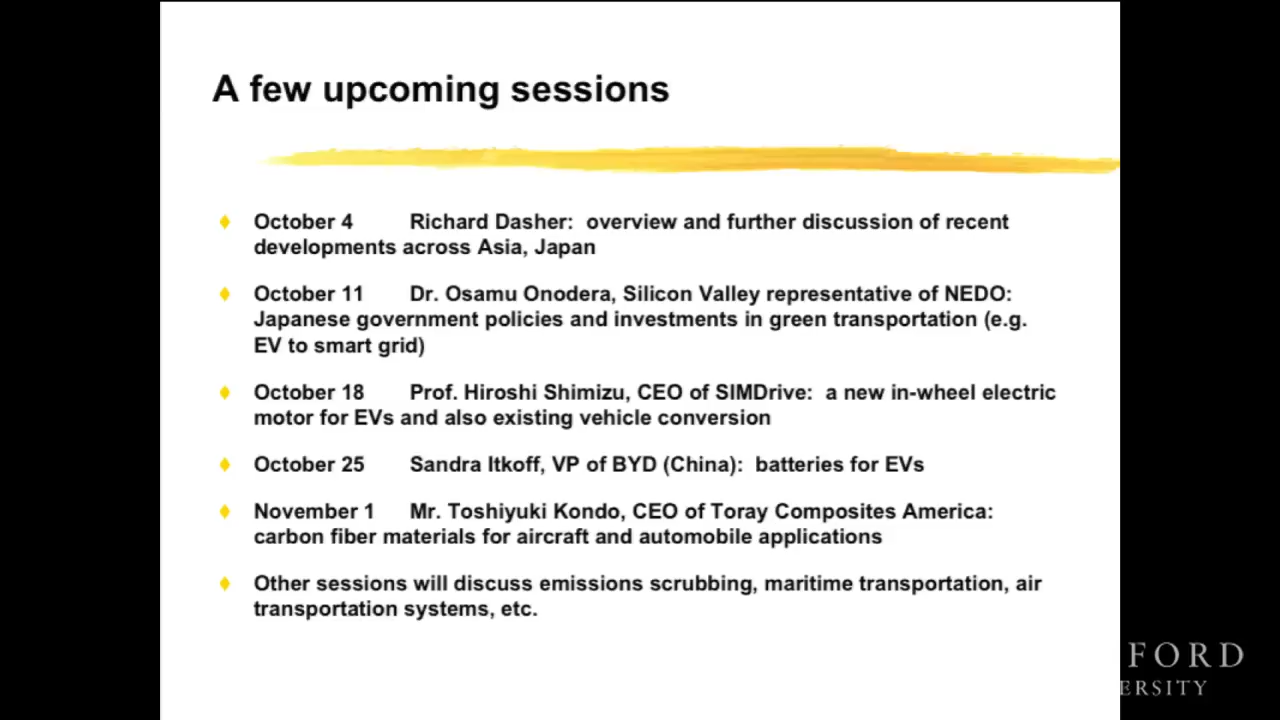 A few upcoming sessions
October 4 Richard Dasher: overview and further discussion of recent
developments across Asia, Japan
October 11 Dr. Osamu Onodera, Silicon Valley representative of NEDO:
Japanese government policies and investments in green transportation (e.g.
EV to smart grid)
October 18 Prof. Hiroshi Shimizu, CEO of SIMDrive: a new in-wheel electric
motor for EVs and also existing vehicle conversion
October 25 Sandra Itkoff, VP of BYD (China): batteries for EVs
November 1 Mr. Toshiyuki Kondo, CEO of Toray Composites America:
carbon fiber materials for aircraft and automobile applications
Other sessions will discuss emissions scrubbing, maritime transportation, air
transportation systems, etc.
FORD
ERSITY